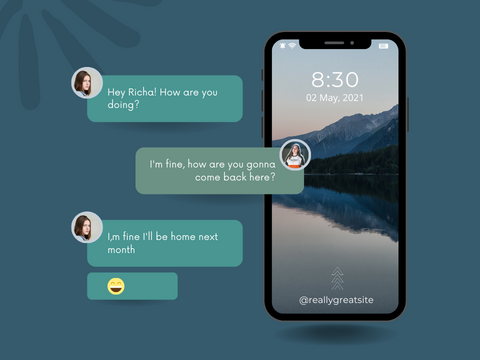 Hey Richa! How are you
doing?
8:30
02 May, 2021
I'm fine, how are you gonna
come back here?
I,m fine I'll be home next
month
@reallygreatsite